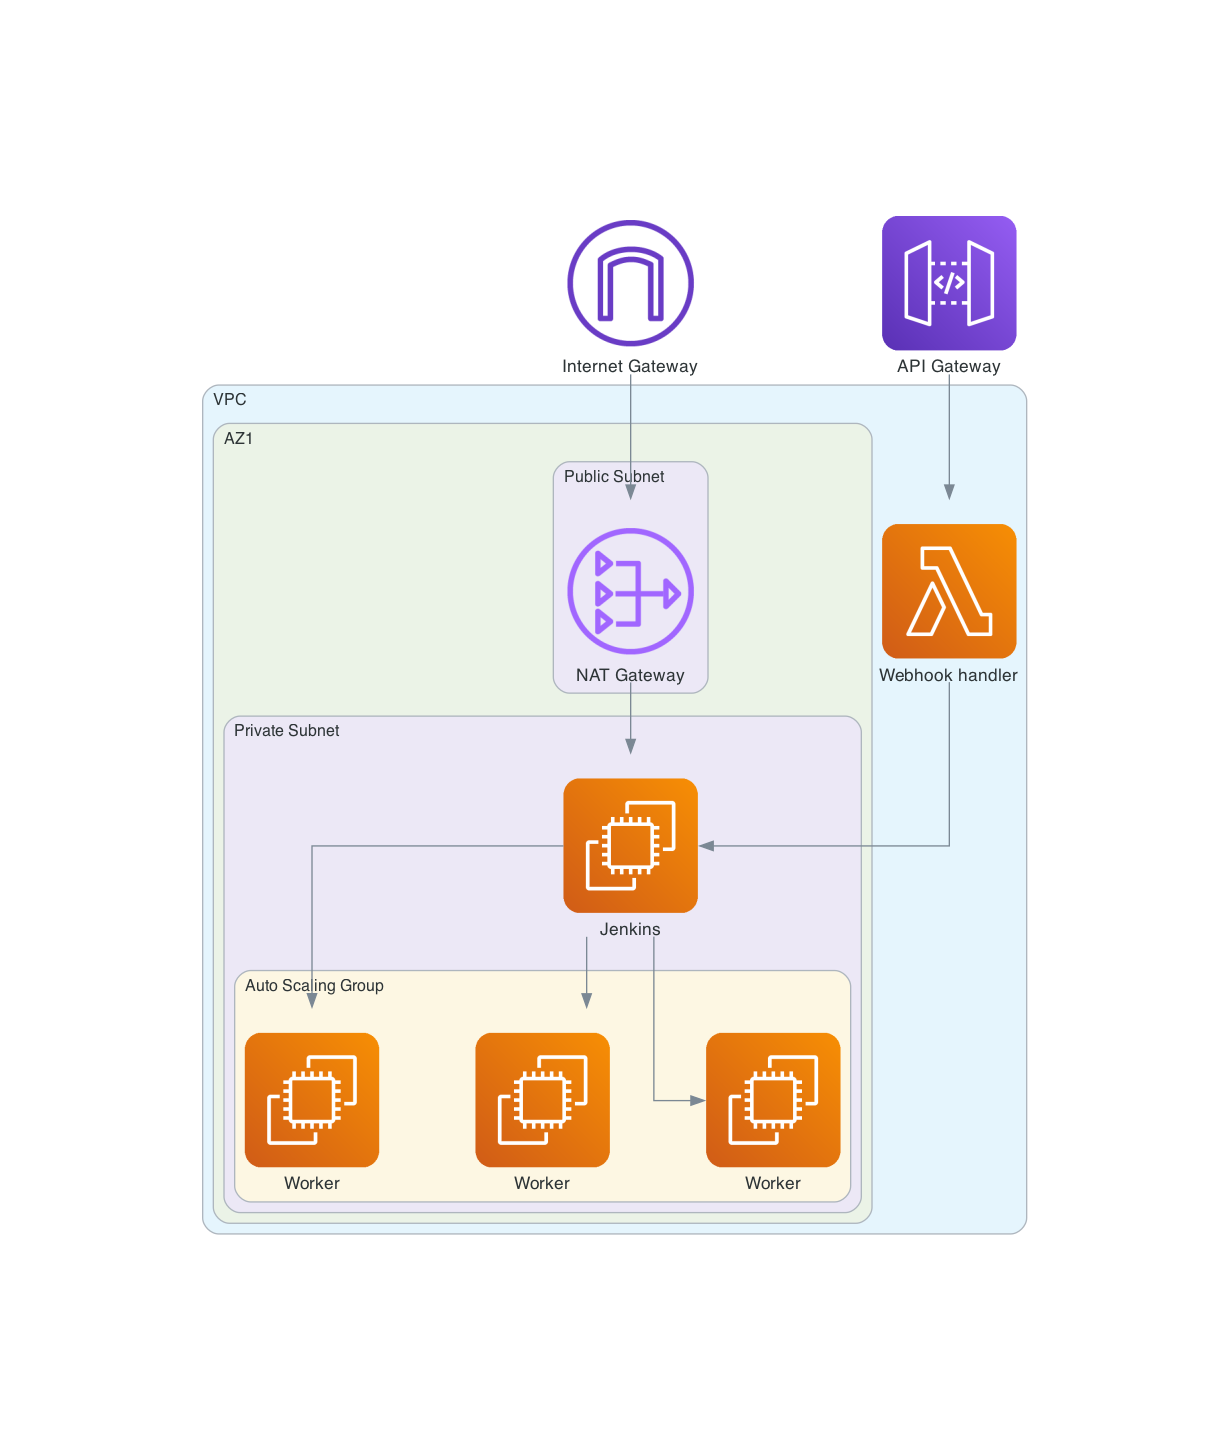 Internet Gateway
API Gateway
VPC
AZ1
Public Subnet
</>
NAT Gateway
Webhook handler
Private Subnet
Jenkins
Auto Scaling Group
Worker
Worker
Worker